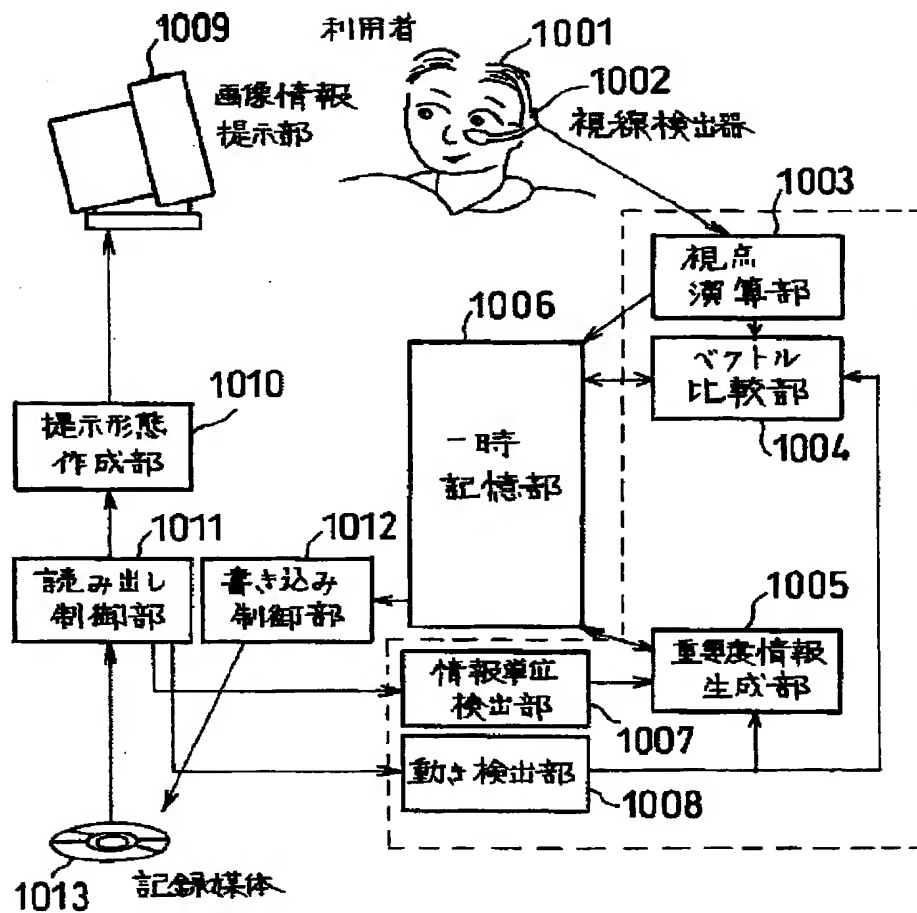 1009
画像情報
提示部
利用者
1001
1002
視線検出器
1003
視点
演算部
1006
一時
記憶部
ベクトル
比較部
1004
1010
提示形態
作成部
1011
読み出し
制御部
1012
書き込み
制御部
1005
重要度情報
生成部
情報単位
検出部
1007
動き検出部
1008
1013
記録媒体